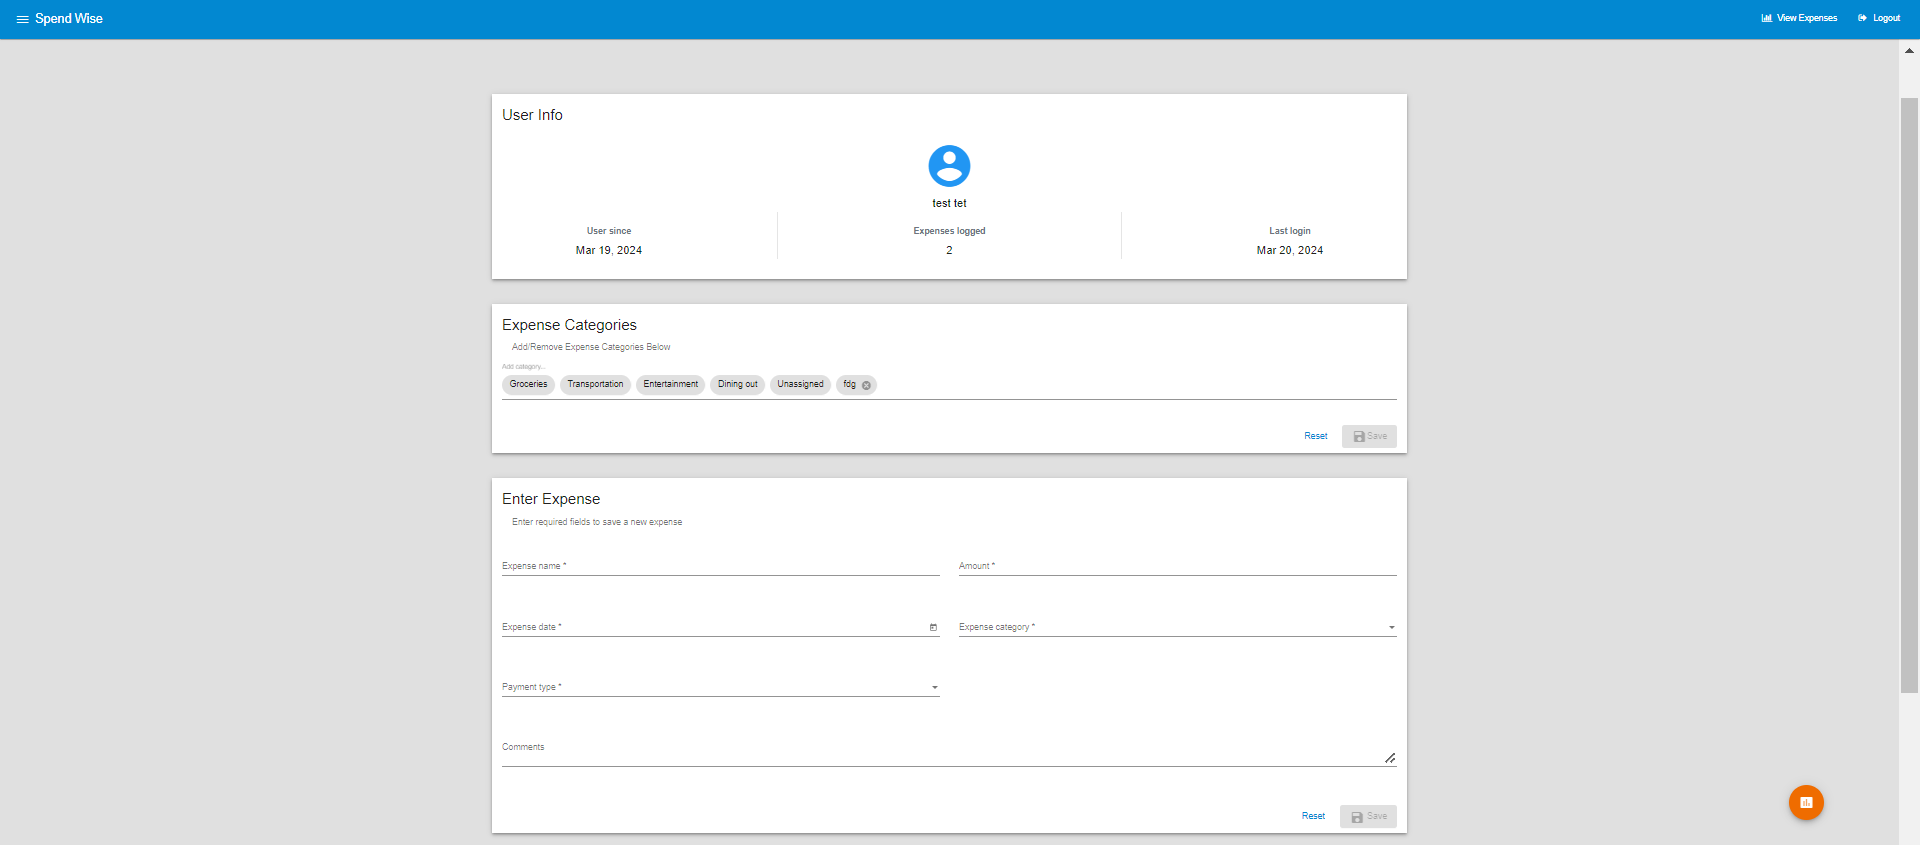 Spend Wise
View Expenses
Logout
User Info
test tet
User since
Expenses logged
Last login
Mar 19, 2024
2
Mar 20, 2024
Expense Categories
Add/Remove Expense Categories Below
Add category...
Groceries Transportation Entertainment Dining out Unassigned fdg
Reset Save
Enter Expense
Enter required fields to save a new expense
Expense name * Amount *
Expense date * Expense category *
Payment type *
Comments
Reset Save